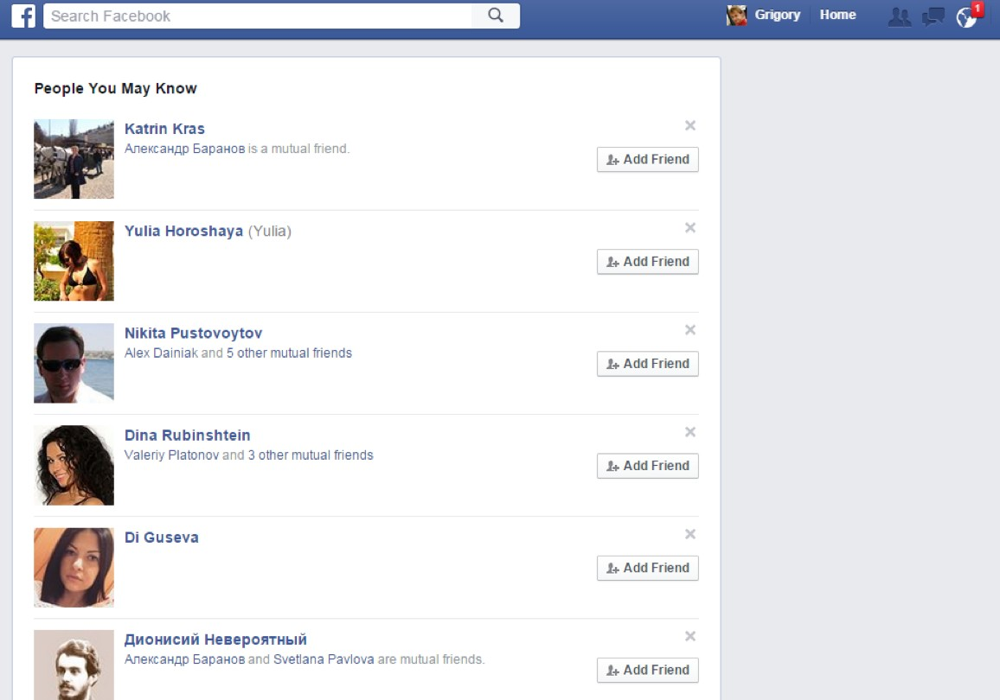 f
Search Facebook
Grigory
Home
1
People You May Know
Katrin Kras
Александр Баранов is a mutual friend.
Add Friend
Yulia Horoshaya (Yulia)
Add Friend
Nikita Pustovoytov
Alex Dainiak and 5 other mutual friends
Add Friend
Dina Rubinshtein
Valeriy Platonov and 3 other mutual friends
Add Friend
Di Guseva
Add Friend
Дионисий Невероятный
Александр Баранов and Svetlana Pavlova are mutual friends.
Add Friend